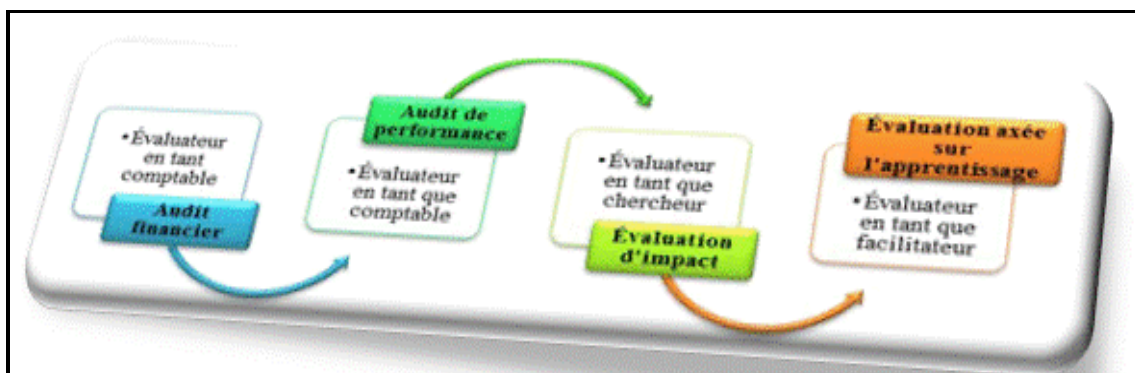 •Évaluateur
en tant
comptable
Audit
financier
Audit de
performance
•Évaluateur
en tant que
comptable
•Évaluateur
en tant que
chercheur
Évaluation
d'impact
Évaluation axée
sur
l'apprentissage
•Évaluateur
en tant que
facilitateur